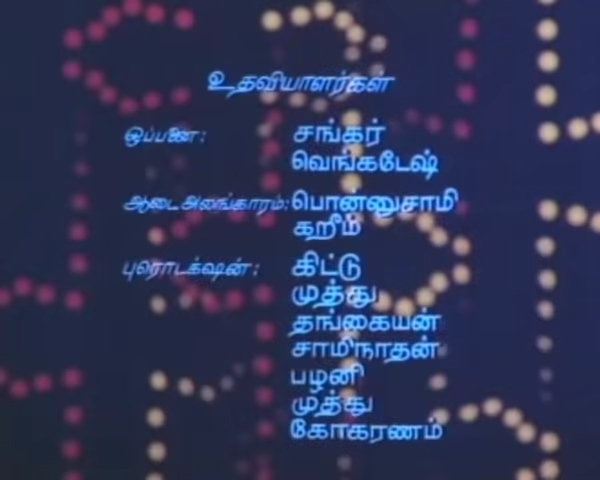 உதவியாளர்கள்
ஒப்பனை: சங்கர்
வெங்கடேஷ்
ஆடை அலங்காரம்: பொன்னுசாமி
கறீம்
புரொடக்ஷன்: கிட்டு
முத்து
தங்கையன்
சாமிநாதன்
பழனி
முத்து
கோகரணம்